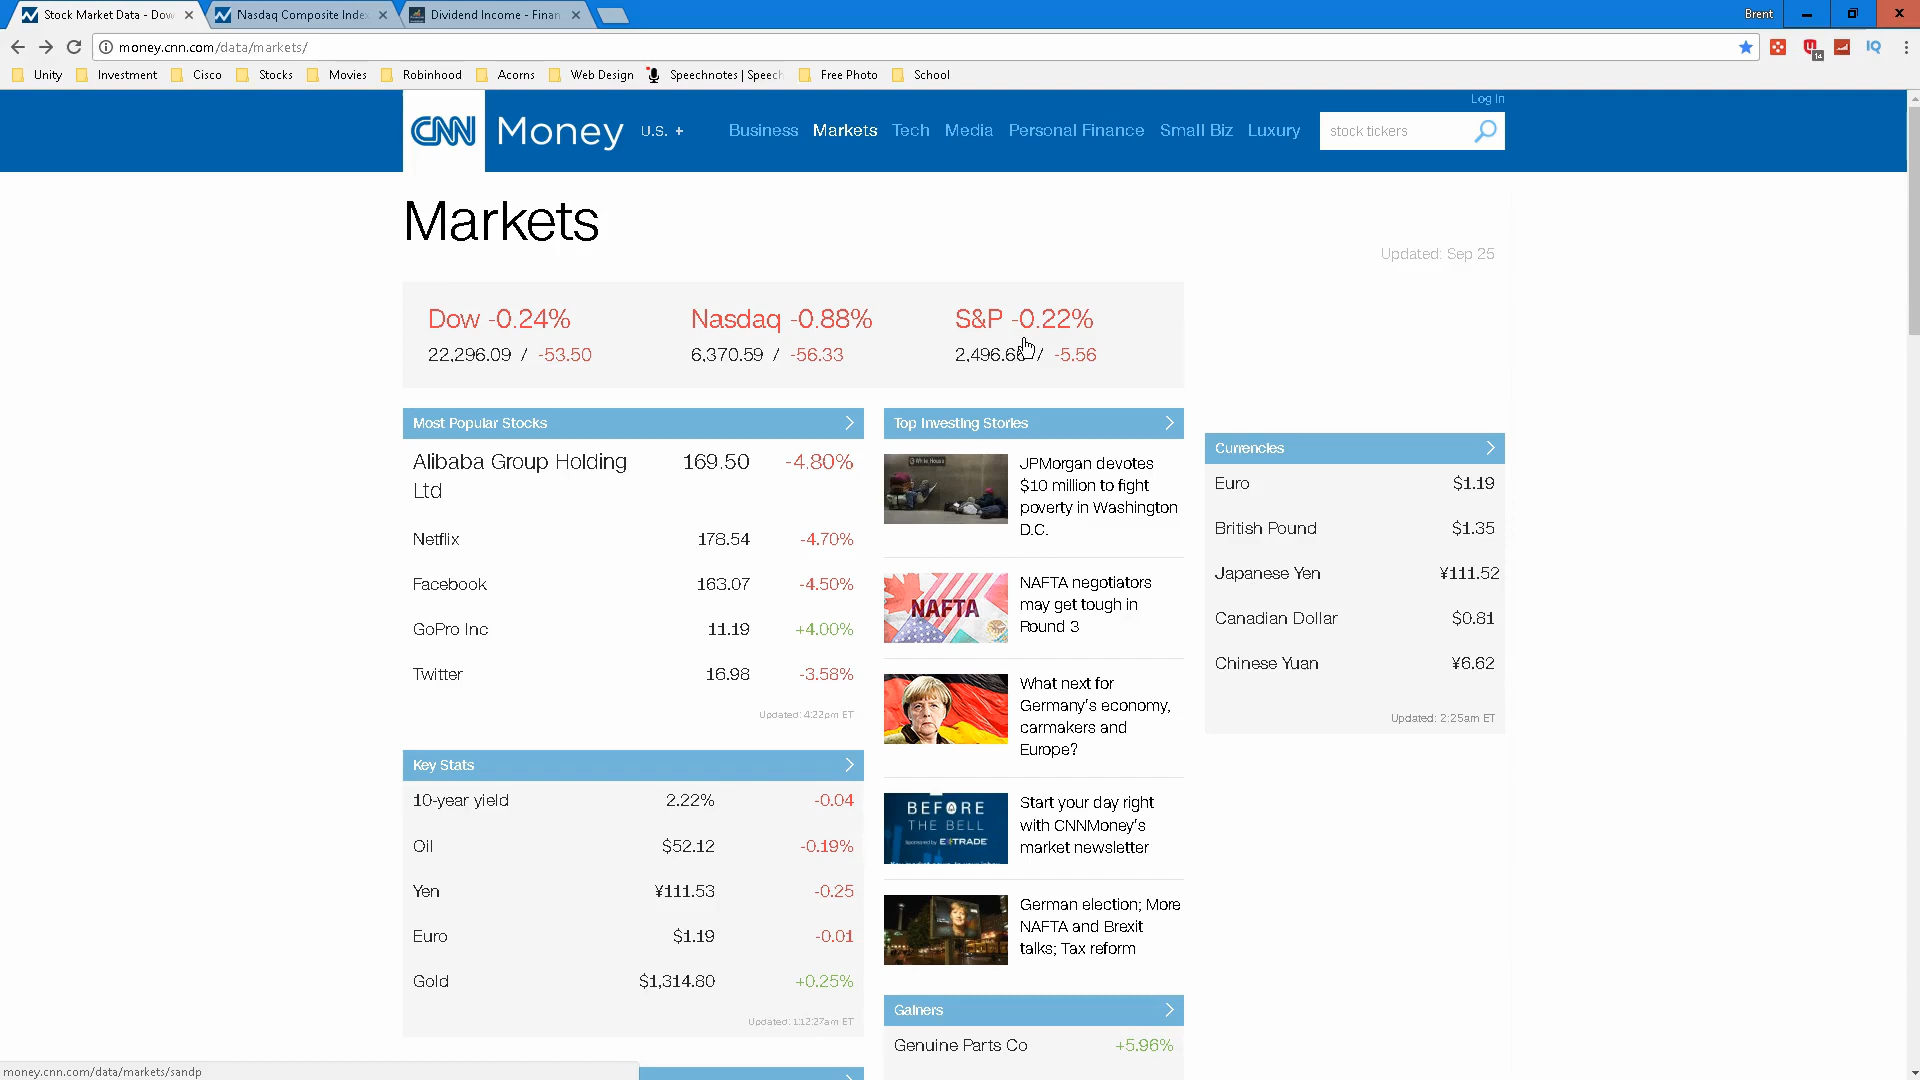 Stock Market Data - Dow
Nasdaq Composite Index
Dividend Income - Finan
Brent
money.cnn.com/data/markets/
Unity
Investment
Cisco
Stocks
Movies
Robinhood
Acorns
Web Design
Speechnotes | Speech
Free Photo
School
Log In
CNN Money
U.S. +
Business Markets Tech Media Personal Finance Small Biz Luxury
stock tickers
Markets
Updated: Sep 25
Dow -0.24%
22,296.09 / -53.50
Nasdaq -0.88%
6,370.59 / -56.33
S&P -0.22%
2,496.66 / -5.56
Most Popular Stocks
Alibaba Group Holding 169.50 -4.80%
Ltd
Netflix 178.54 -4.70%
Facebook 163.07 -4.50%
GoPro Inc 11.19 +4.00%
Twitter 16.98 -3.58%
Updated: 4:22pm ET
Key Stats
10-year yield 2.22% -0.04
Oil $52.12 -0.19%
Yen ¥111.53 -0.25
Euro $1.19 -0.01
Gold $1,314.80 +0.25%
Updated: 1:12:27am ET
Top Investing Stories
JPMorgan devotes
$10 million to fight
poverty in Washington
D.C.
NAFTA
NAFTA negotiators
may get tough in
Round 3
What next for
Germany's economy,
carmakers and
Europe?
BEFORE
THE BELL
Sponsored by E*TRADE
Start your day right
with CNNMoney's
market newsletter
German election; More
NAFTA and Brexit
talks; Tax reform
Gainers
Genuine Parts Co +5.96%
Currencies
Euro $1.19
British Pound $1.35
Japanese Yen ¥111.52
Canadian Dollar $0.81
Chinese Yuan ¥6.62
Updated: 2:25am ET
money.cnn.com/data/markets/sandp